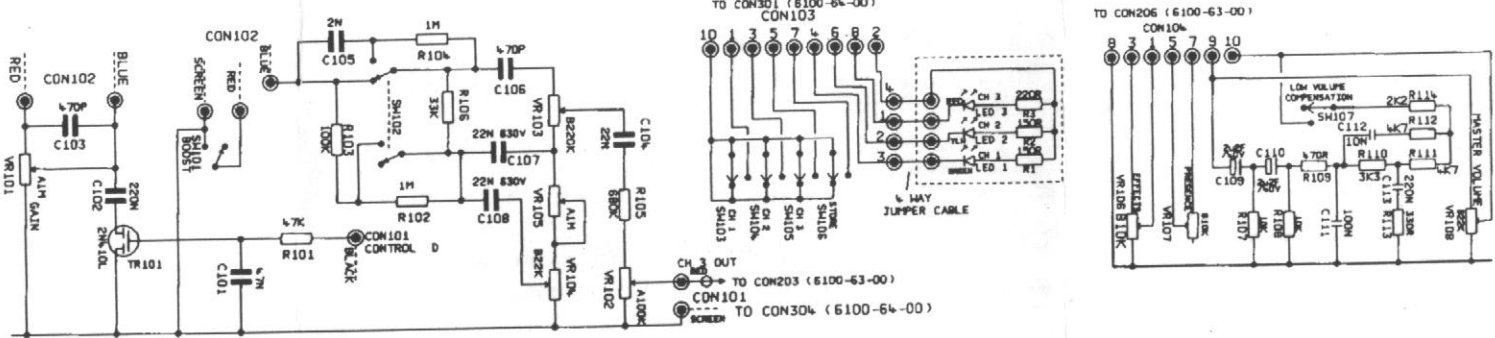 TO CON301 (6100-64-00)
CON103
10 1 3 5 7 4 6 8 2
TO CON206 (6100-63-00)
CON104
8 3 1 5 7 9 10
RED
CON102
BLUE
470P
C103
VR101
A1M GAIN
C102
220N
2N410L
TR101
CON102
SCREEN
RED
BLUE
SW101
BOOST
47K
R101
C101
47N
CON101
CONTROL D
BLACK
2N
C105
1M
R104
470P
C106
SW102
R106
33K
R103
100K
22N 630V
C107
22N 630V
C108
1M
R102
VR103
B220K
VR105
A1M
VR104
B22K
C104
22N
R105
680K
VR102
A100K
CH 3 OUT
RED
TO CON203 (6100-63-00)
CON101
SCREEN
TO CON304 (6100-64-00)
SW103
CH 1
SW104
CH 2
SW105
CH 3
SW106
STORE
4
1
2
3
RED
CH 3
LED 3
220R
R3
YLW
CH 2
LED 2
150R
R2
GREEN
CH 1
LED 1
150R
R1
4 WAY
JUMPER CABLE
LOW VOLUME
COMPENSATION
SW107
2K2
R114
C112
10N
4K7
R112
C109
C110
470R
R109
R110
3K3
R111
4K7
C113
220N
R113
330R
C111
100N
R107
R108
VR106 B10K
EFFECTS
PRESENCE
VR107
B10K
MASTER VOLUME
VR108